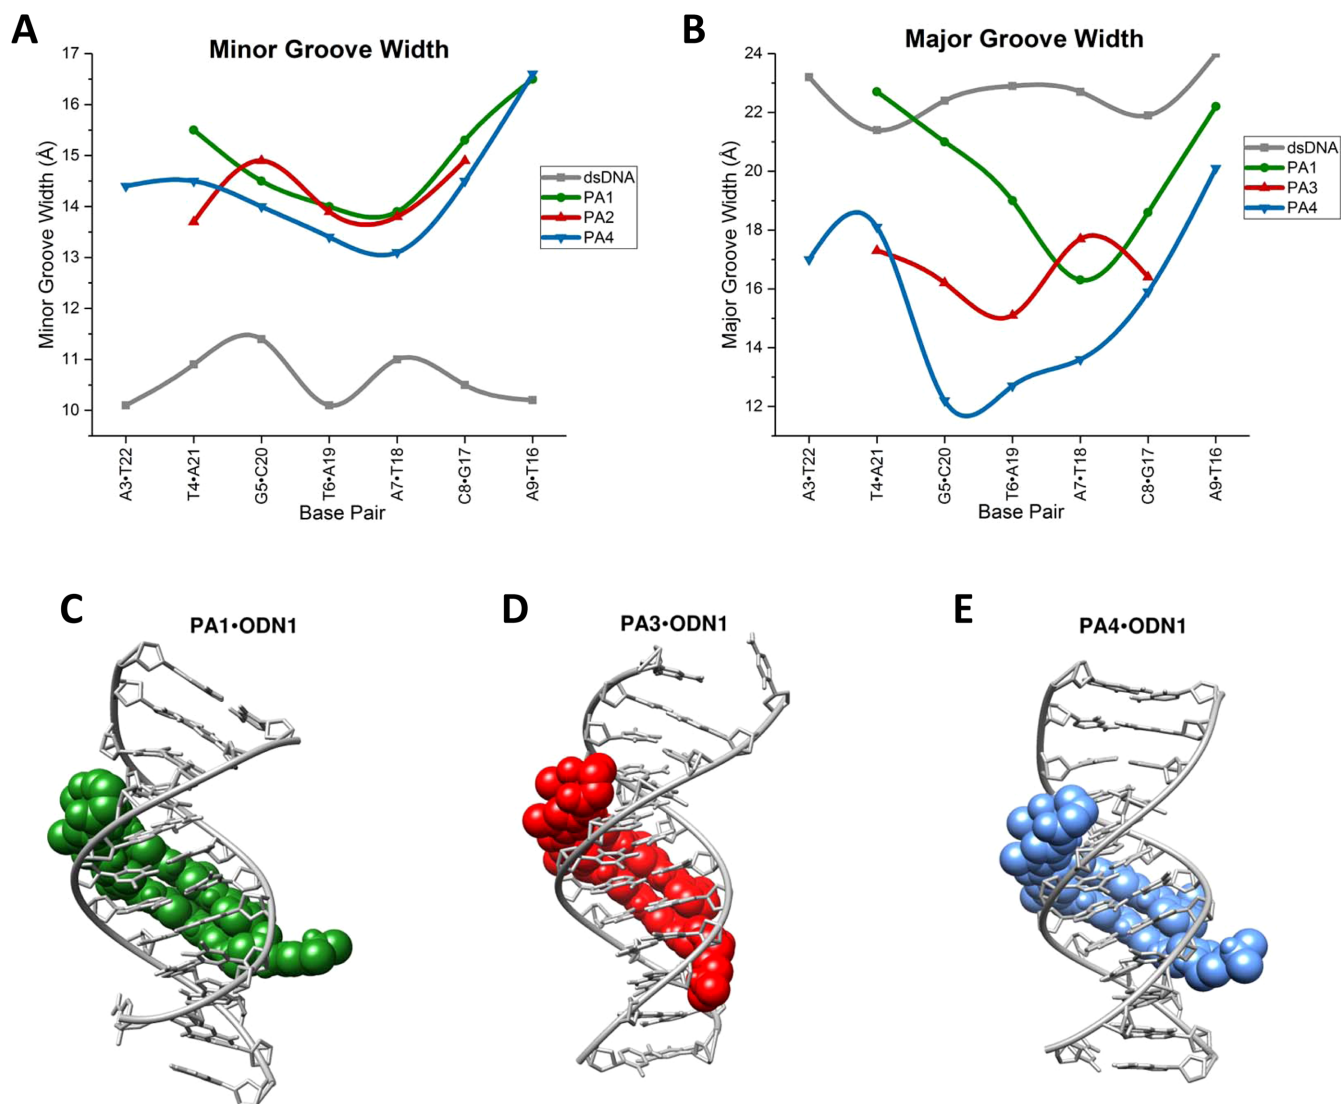 A
Minor Groove Width
17
16
15
14
13
12
11
10
Minor Groove Width (Å)
dsDNA
PA1
PA2
PA4
A3•T22
T4•A21
G5•C20
T6•A19
A7•T18
C8•G17
A9•T16
Base Pair
B
Major Groove Width
24
22
20
18
16
14
12
Major Groove Width (Å)
dsDNA
PA1
PA3
PA4
A3•T22
T4•A21
G5•C20
T6•A19
A7•T18
C8•G17
A9•T16
Base Pair
C
PA1•ODN1
D
PA3•ODN1
E
PA4•ODN1